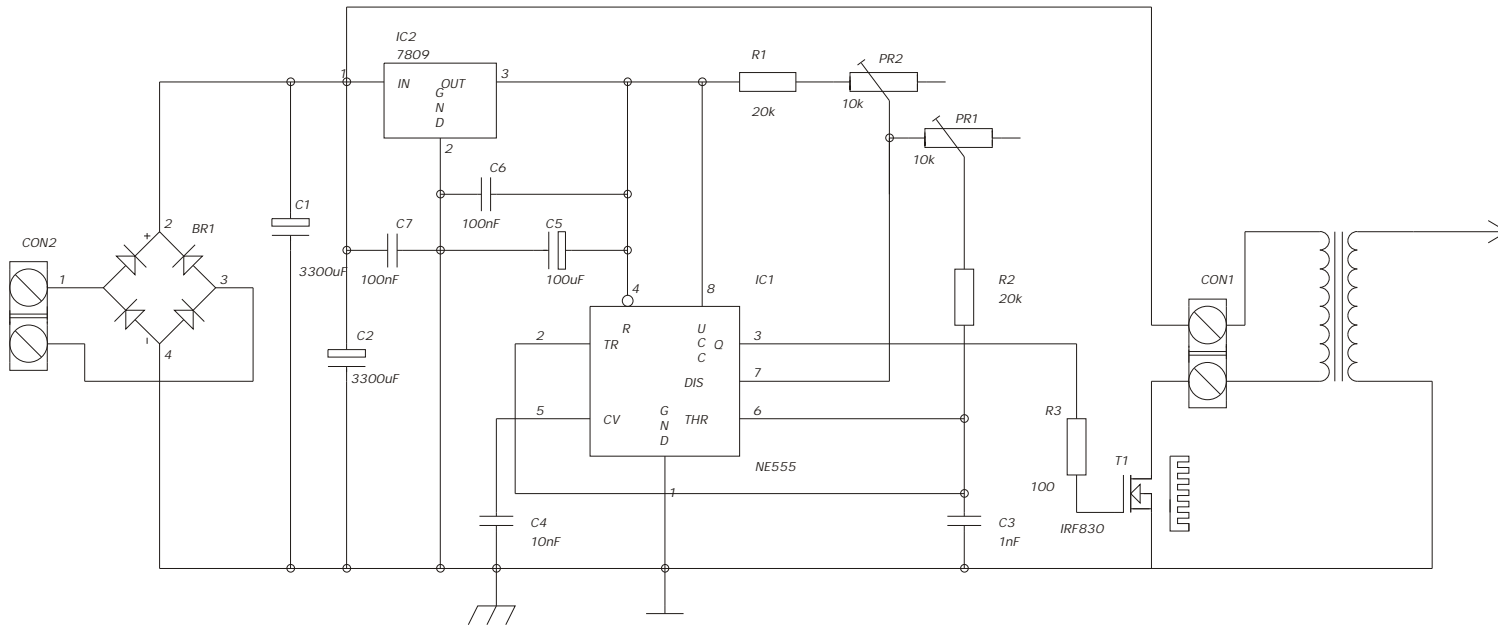 IC2
7809
1
IN
OUT
G
N
D
3
2
R1
20k
PR2
10k
PR1
10k
C6
100nF
C1
3300uF
C7
100nF
C5
100uF
CON2
1
2
+
BR1
3
-
4
C2
3300uF
IC1
4
8
R
U
C
C
Q
2
TR
3
DIS
7
5
CV
G
N
D
THR
6
NE555
1
R2
20k
CON1
R3
100
T1
IRF830
C4
10nF
C3
1nF